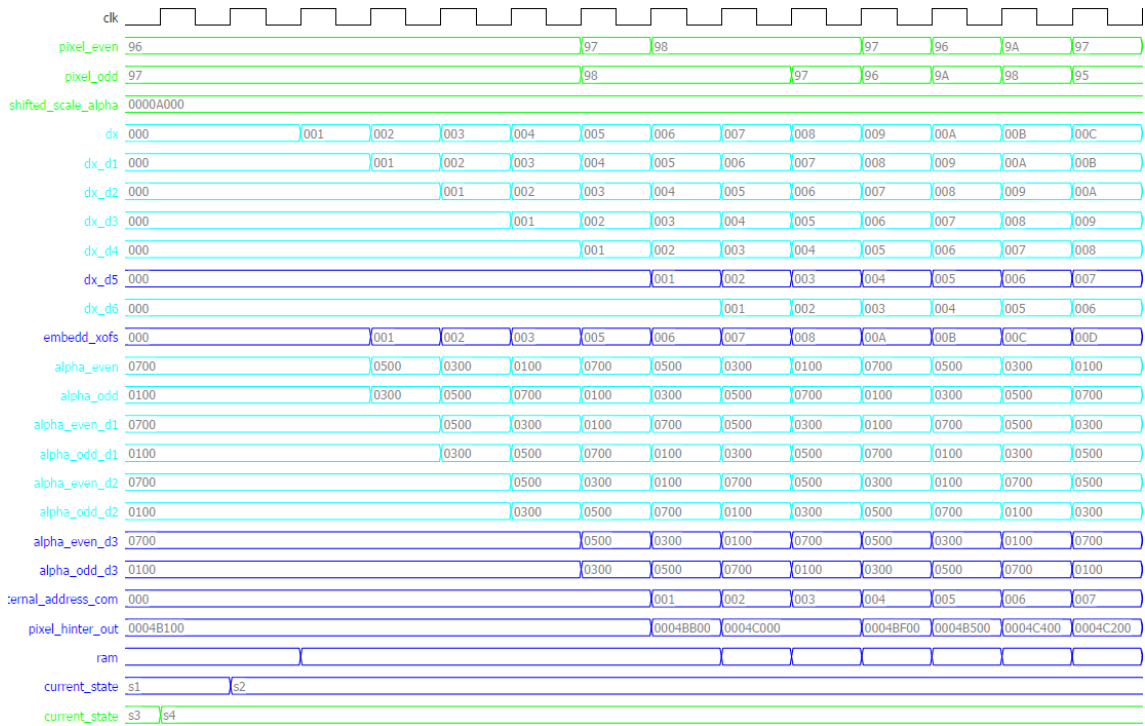 clk
pixel_even 96 97 98 97 96 9A 97
pixel_odd 97 98 97 96 9A 98 95
shifted_scale_alpha 0000A000
dx 000 001 002 003 004 005 006 007 008 009 00A 00B 00C
dx_d1 000 001 002 003 004 005 006 007 008 009 00A 00B
dx_d2 000 001 002 003 004 005 006 007 008 009 00A
dx_d3 000 001 002 003 004 005 006 007 008 009
dx_d4 000 001 002 003 004 005 006 007 008
dx_d5 000 001 002 003 004 005 006 007
dx_d6 000 001 002 003 004 005 006
embedd_xofs 000 001 002 003 005 006 007 008 00A 00B 00C 00D
alpha_even 0700 0500 0300 0100 0700 0500 0300 0100 0700 0500 0300 0100
alpha_odd 0100 0300 0500 0700 0100 0300 0500 0700 0100 0300 0500 0700
alpha_even_d1 0700 0500 0300 0100 0700 0500 0300 0100 0700 0500 0300
alpha_odd_d1 0100 0300 0500 0700 0100 0300 0500 0700 0100 0300 0500
alpha_even_d2 0700 0500 0300 0100 0700 0500 0300 0100 0700 0500
alpha_odd_d2 0100 0300 0500 0700 0100 0300 0500 0700 0100 0300
alpha_even_d3 0700 0500 0300 0100 0700 0500 0300 0100 0700
alpha_odd_d3 0100 0300 0500 0700 0100 0300 0500 0700 0100
ternal_address_com 000 001 002 003 004 005 006 007
pixel_hinter_out 0004B100 0004BB00 0004C000 0004BF00 0004B500 0004C400 0004C200
ram
current_state s1 s2
current_state s3 s4